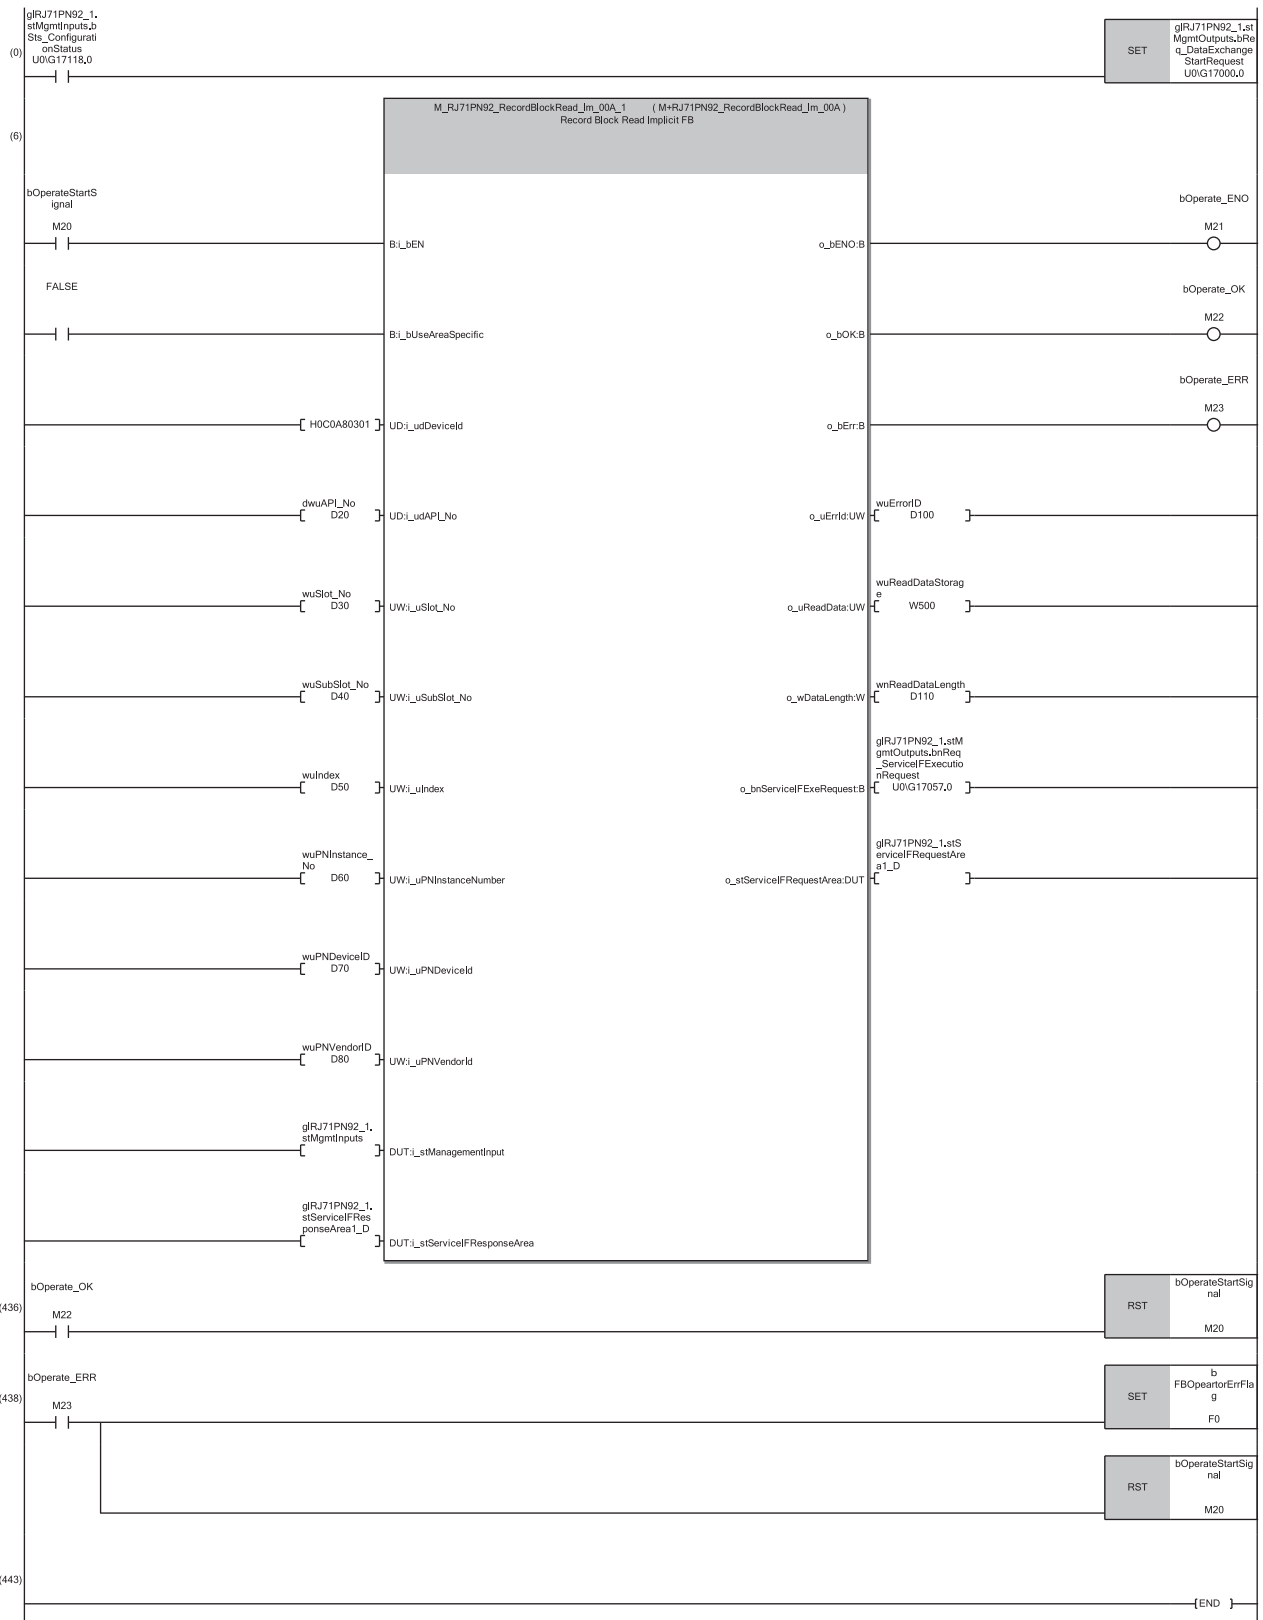 glRJ71PN92_1.
stMgmtInputs.b
Sts_Configurati
onStatus
U0\G17118.0
(0)
SET
glRJ71PN92_1.st
MgmtOutputs.bRe
q_DataExchange
StartRequest
U0\G17000.0
(6)
M_RJ71PN92_RecordBlockRead_Im_00A_1 ( M+RJ71PN92_RecordBlockRead_Im_00A )
Record Block Read Implicit FB
bOperateStartS
ignal
M20
B:i_bEN
o_bENO:B
bOperate_ENO
M21
FALSE
B:i_bUseAreaSpecific
o_bOK:B
bOperate_OK
M22
H0C0A80301
UD:i_udDeviceId
o_bErr:B
bOperate_ERR
M23
dwuAPI_No
D20
UD:i_udAPI_No
o_uErrId:UW
wuErrorID
D100
wuSlot_No
D30
UW:i_uSlot_No
o_uReadData:UW
wuReadDataStorag
e
W500
wuSubSlot_No
D40
UW:i_uSubSlot_No
o_wDataLength:W
wnReadDataLength
D110
wuIndex
D50
UW:i_uIndex
o_bnServiceIFExeRequest:B
glRJ71PN92_1.stM
gmtOutputs.bnReq
_ServiceIFExecutio
nRequest
U0\G17057.0
wuPNInstance_
No
D60
UW:i_uPNInstanceNumber
o_stServiceIFRequestArea:DUT
glRJ71PN92_1.stS
erviceIFRequestAre
a1_D
wuPNDeviceID
D70
UW:i_uPNDeviceId
wuPNVendorID
D80
UW:i_uPNVendorId
glRJ71PN92_1.
stMgmtInputs
DUT:i_stManagementInput
glRJ71PN92_1.
stServiceIFRes
ponseArea1_D
DUT:i_stServiceIFResponseArea
bOperate_OK
(436)
M22
RST
bOperateStartSig
nal
M20
bOperate_ERR
(438)
M23
SET
b
FBOpeartorErrFla
g
F0
RST
bOperateStartSig
nal
M20
(443)
END